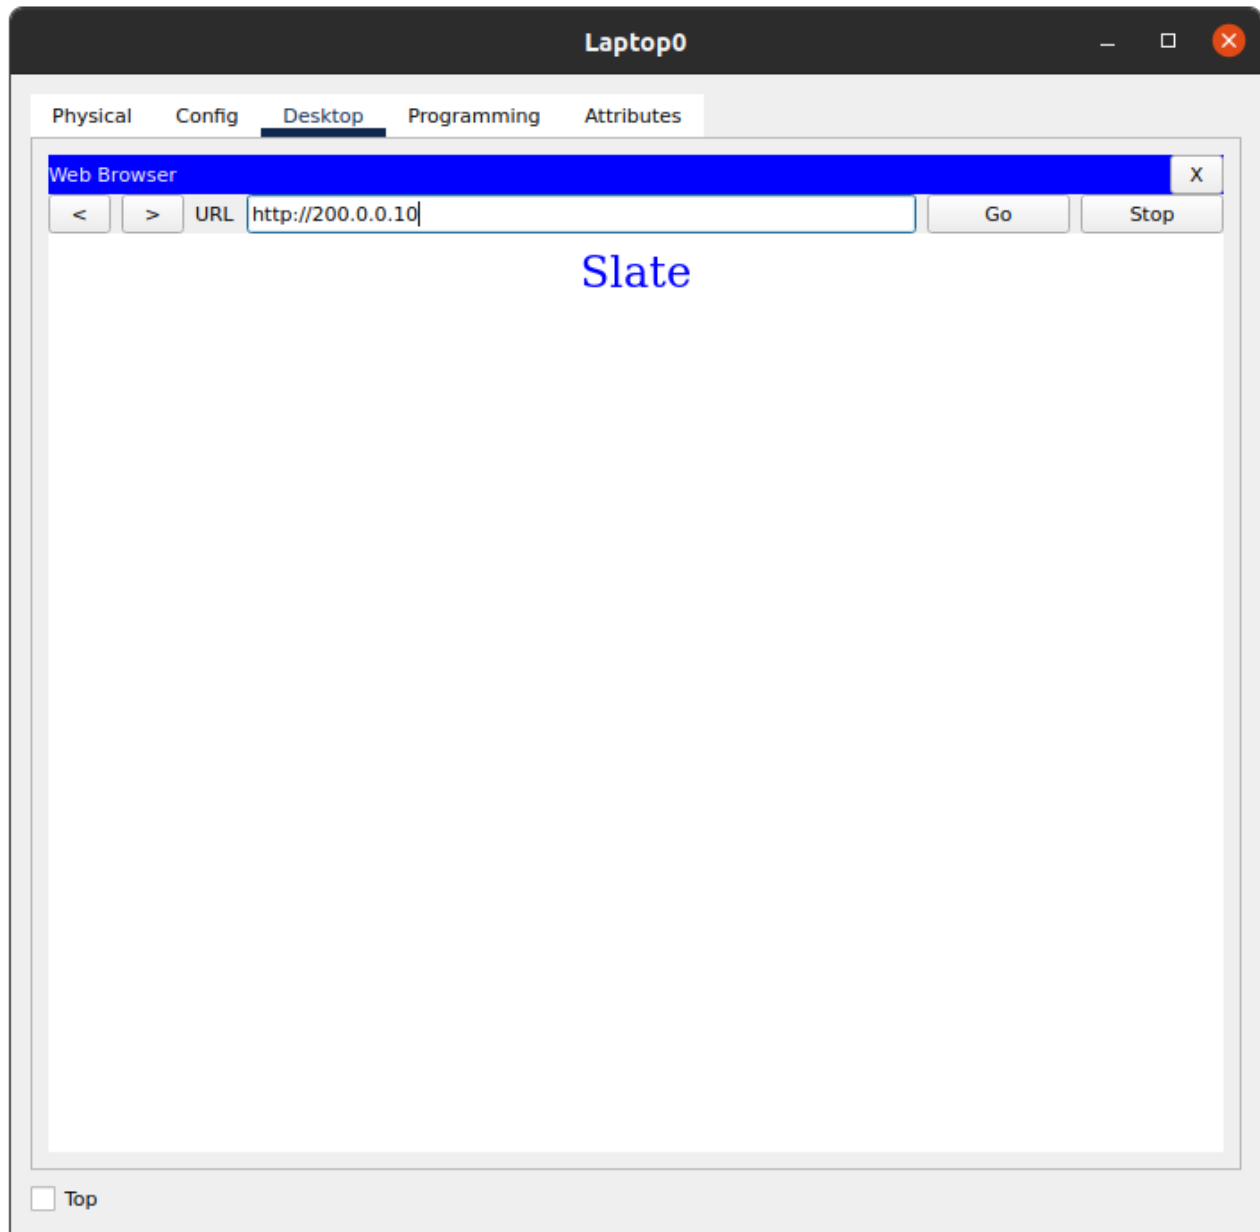 Laptop0
Physical Config Desktop Programming Attributes
Web Browser X
< > URL http://200.0.0.10 Go Stop
Slate
Top